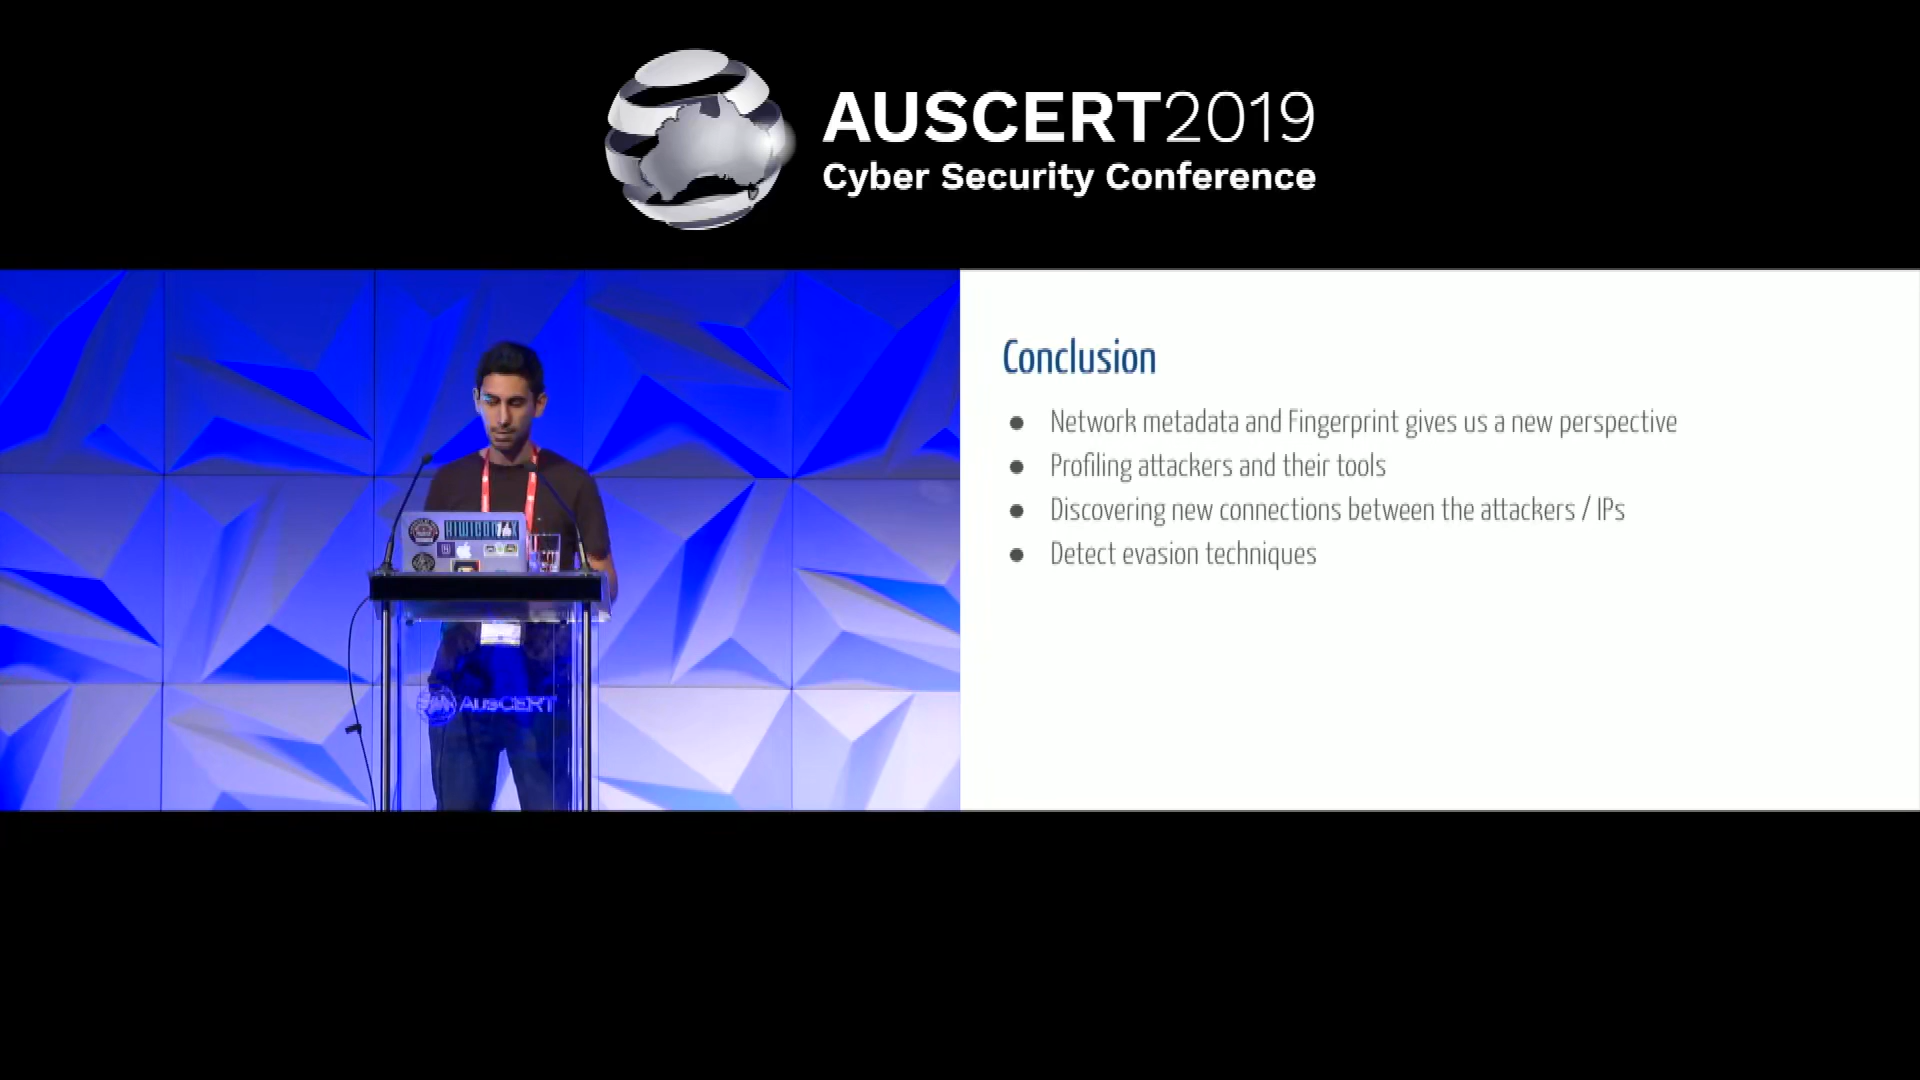 AUSCERT2019
Cyber Security Conference
Conclusion
● Network metadata and Fingerprint gives us a new perspective
● Profiling attackers and their tools
● Discovering new connections between the attackers / IPs
● Detect evasion techniques
AUSCERT